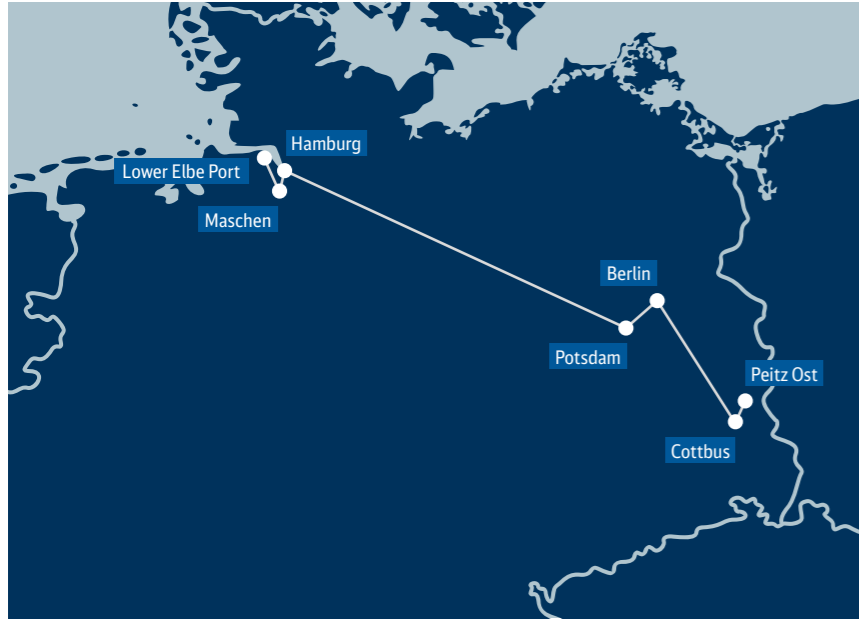 Hamburg
Lower Elbe Port
Maschen
Berlin
Potsdam
Peitz Ost
Cottbus